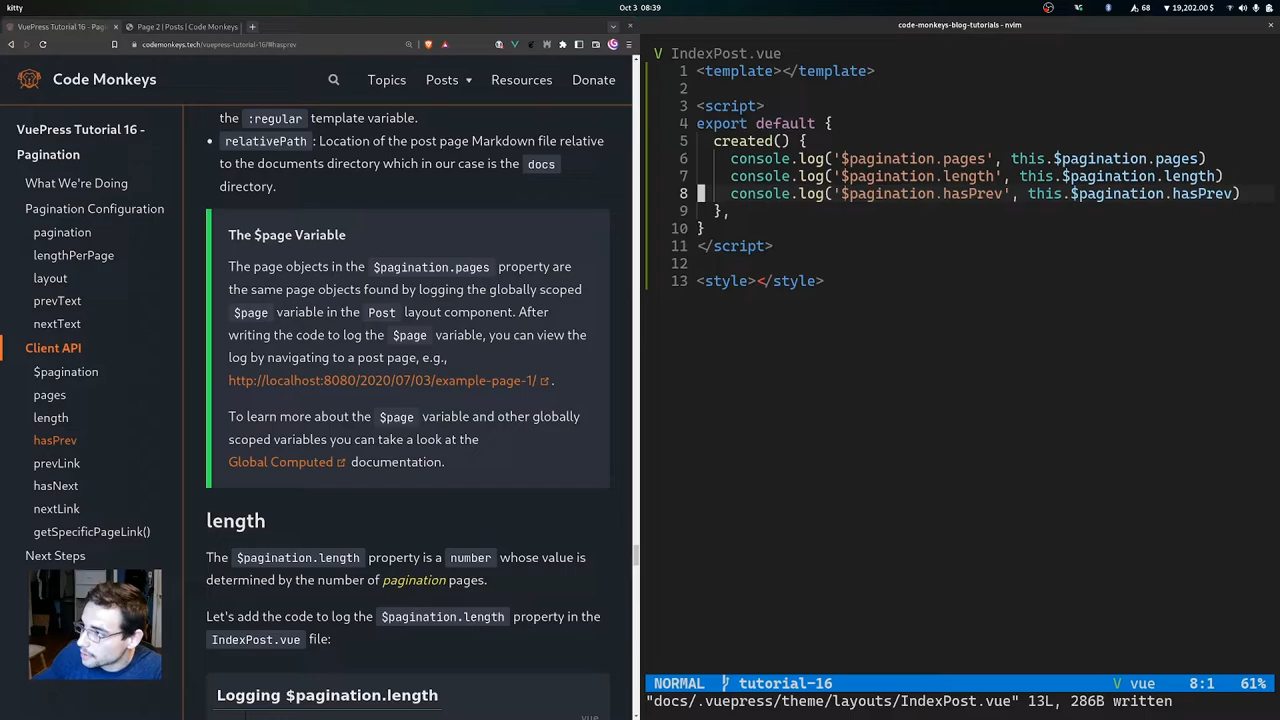 kitty
Oct 3 08:39
68
19,202.00 $
VuePress Tutorial 16 - Pagi
Page 2 | Posts | Code Monkeys
codemonkeys.tech/vuepress-tutorial-16/#hasprev
code-monkeys-blog-tutorials - nvim
Code Monkeys
Topics
Posts
Resources
Donate
VuePress Tutorial 16 -
Pagination
What We're Doing
Pagination Configuration
pagination
lengthPerPage
layout
prevText
nextText
Client API
$pagination
pages
length
hasPrev
prevLink
hasNext
nextLink
getSpecificPageLink()
Next Steps
the :regular template variable.
relativePath : Location of the post page Markdown file relative
to the documents directory which in our case is the docs
directory.
The $page Variable
The page objects in the $pagination.pages property are
the same page objects found by logging the globally scoped
$page variable in the Post layout component. After
writing the code to log the $page variable, you can view the
log by navigating to a post page, e.g.,
http://localhost:8080/2020/07/03/example-page-1/ .
To learn more about the $page variable and other globally
scoped variables you can take a look at the
Global Computed documentation.
length
The $pagination.length property is a number whose value is
determined by the number of pagination pages.
Let's add the code to log the $pagination.length property in the
IndexPost.vue file:
Logging $pagination.length
vue
V IndexPost.vue
1 <template></template>
2
3 <script>
4 export default {
5 created() {
6 console.log('$pagination.pages', this.$pagination.pages)
7 console.log('$pagination.length', this.$pagination.length)
8 console.log('$pagination.hasPrev', this.$pagination.hasPrev)
9 },
10 }
11 </script>
12
13 <style></style>
NORMAL tutorial-16 V vue 8:1 61%
"docs/.vuepress/theme/layouts/IndexPost.vue" 13L, 286B written